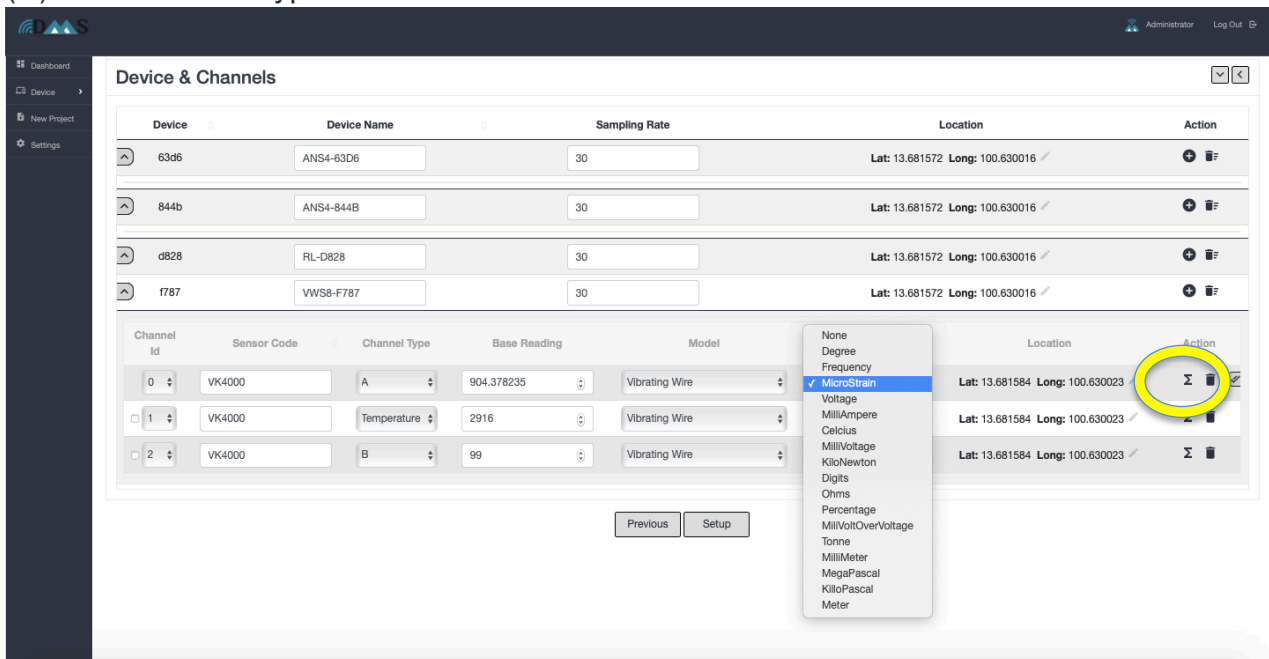 DMMS
Administrator Log Out
Dashboard
Device
New Project
Settings
Device & Channels
Device Device Name Sampling Rate Location Action
63d6 ANS4-63D6 30 Lat: 13.681572 Long: 100.630016
844b ANS4-844B 30 Lat: 13.681572 Long: 100.630016
d828 RL-D828 30 Lat: 13.681572 Long: 100.630016
f787 VWS8-F787 30 Lat: 13.681572 Long: 100.630016
Channel Id Sensor Code Channel Type Base Reading Model Location Action
0 VK4000 A 904.378235 Vibrating Wire Lat: 13.681584 Long: 100.630023 Σ
1 VK4000 Temperature 2916 Vibrating Wire Lat: 13.681584 Long: 100.630023 Σ
2 VK4000 B 99 Vibrating Wire Lat: 13.681584 Long: 100.630023 Σ
None
Degree
Frequency
✓ MicroStrain
Voltage
MilliAmpere
Celcius
MilliVoltage
KiloNewton
Digits
Ohms
Percentage
MiliVoltOverVoltage
Tonne
MilliMeter
MegaPascal
KilloPascal
Meter
Previous Setup